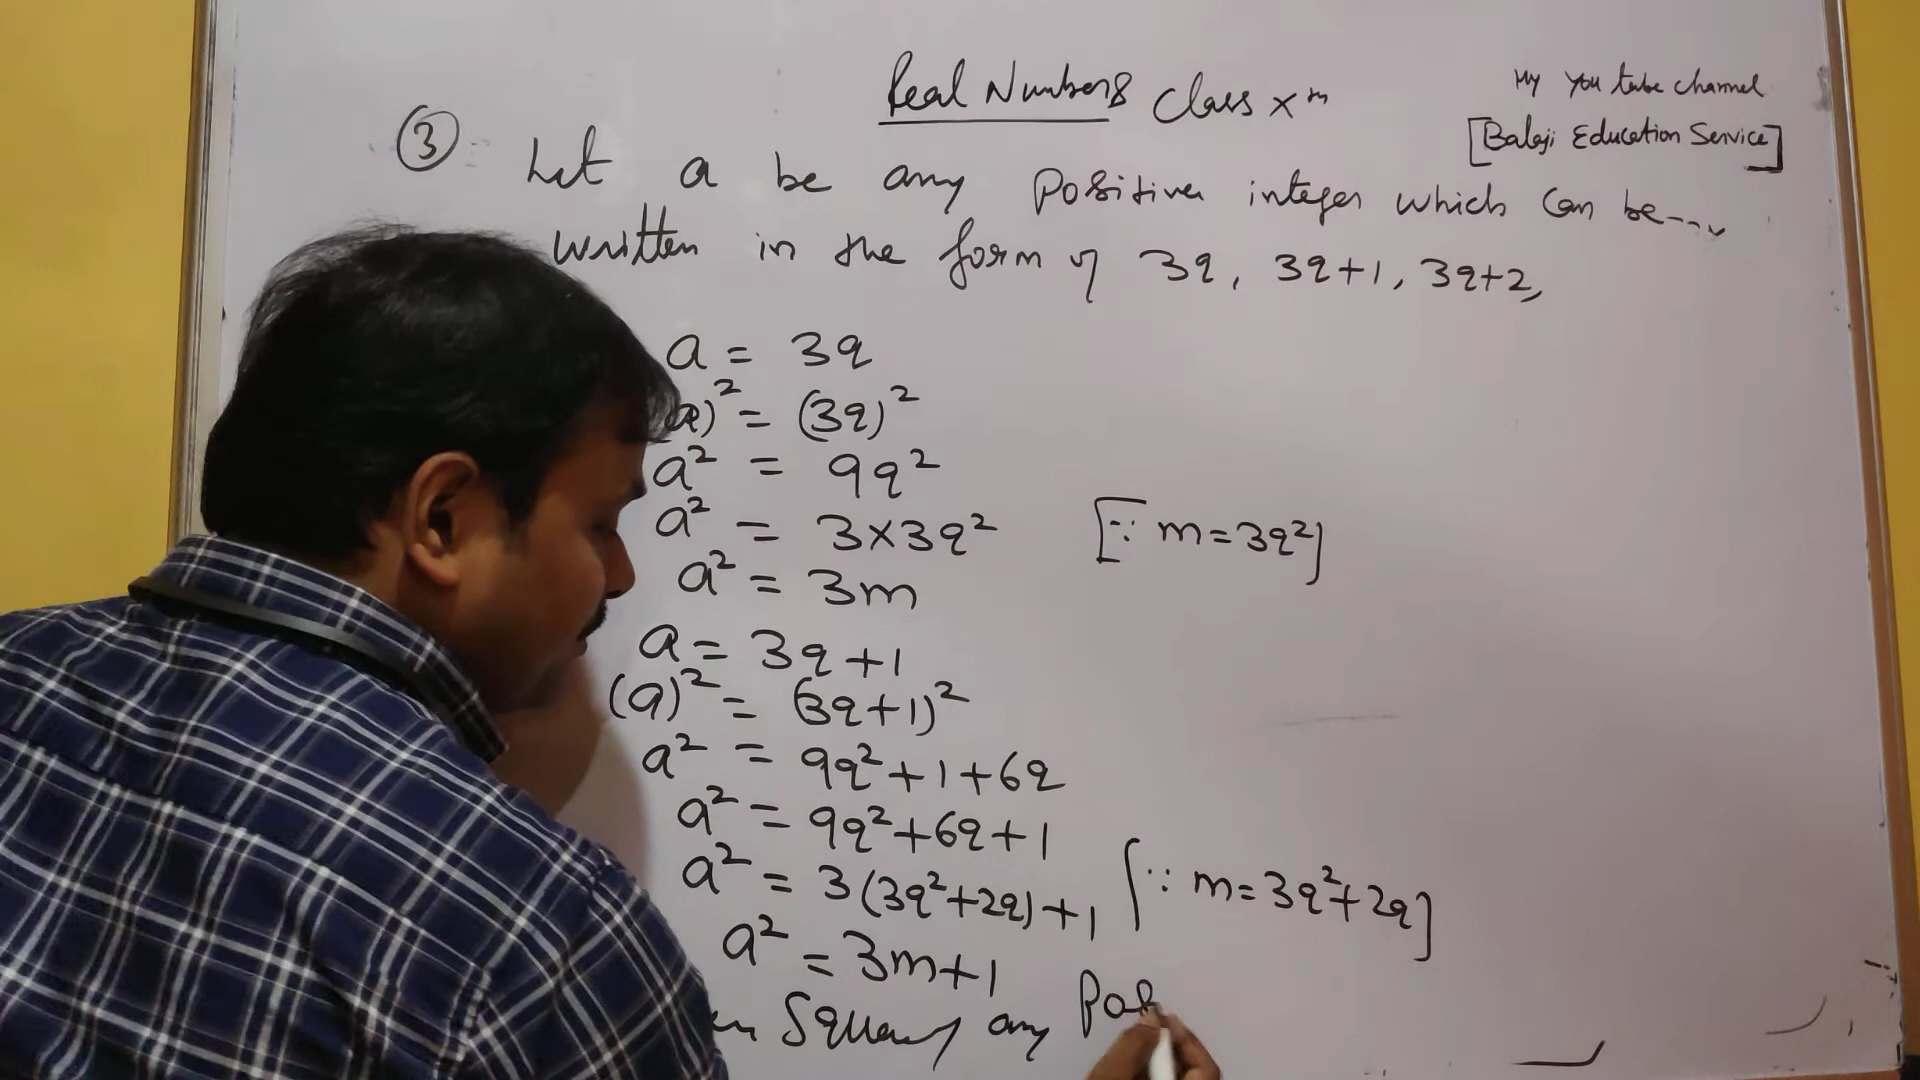 Real Numbers Class Xth
My You tube channel
[Balaji Education Service]
③ Let a be any Positive integer which can be---
written in the form of 3q, 3q+1, 3q+2,
a = 3q
a)² = (3q)²
a² = 9q²
a² = 3×3q² [∵ m=3q²]
a² = 3m
a = 3q+1
(a)² = (3q+1)²
a² = 9q²+1+6q
a² = 9q²+6q+1
a² = 3(3q²+2q)+1 [∵ m=3q²+2q]
a² = 3m+1
Square of any Pos